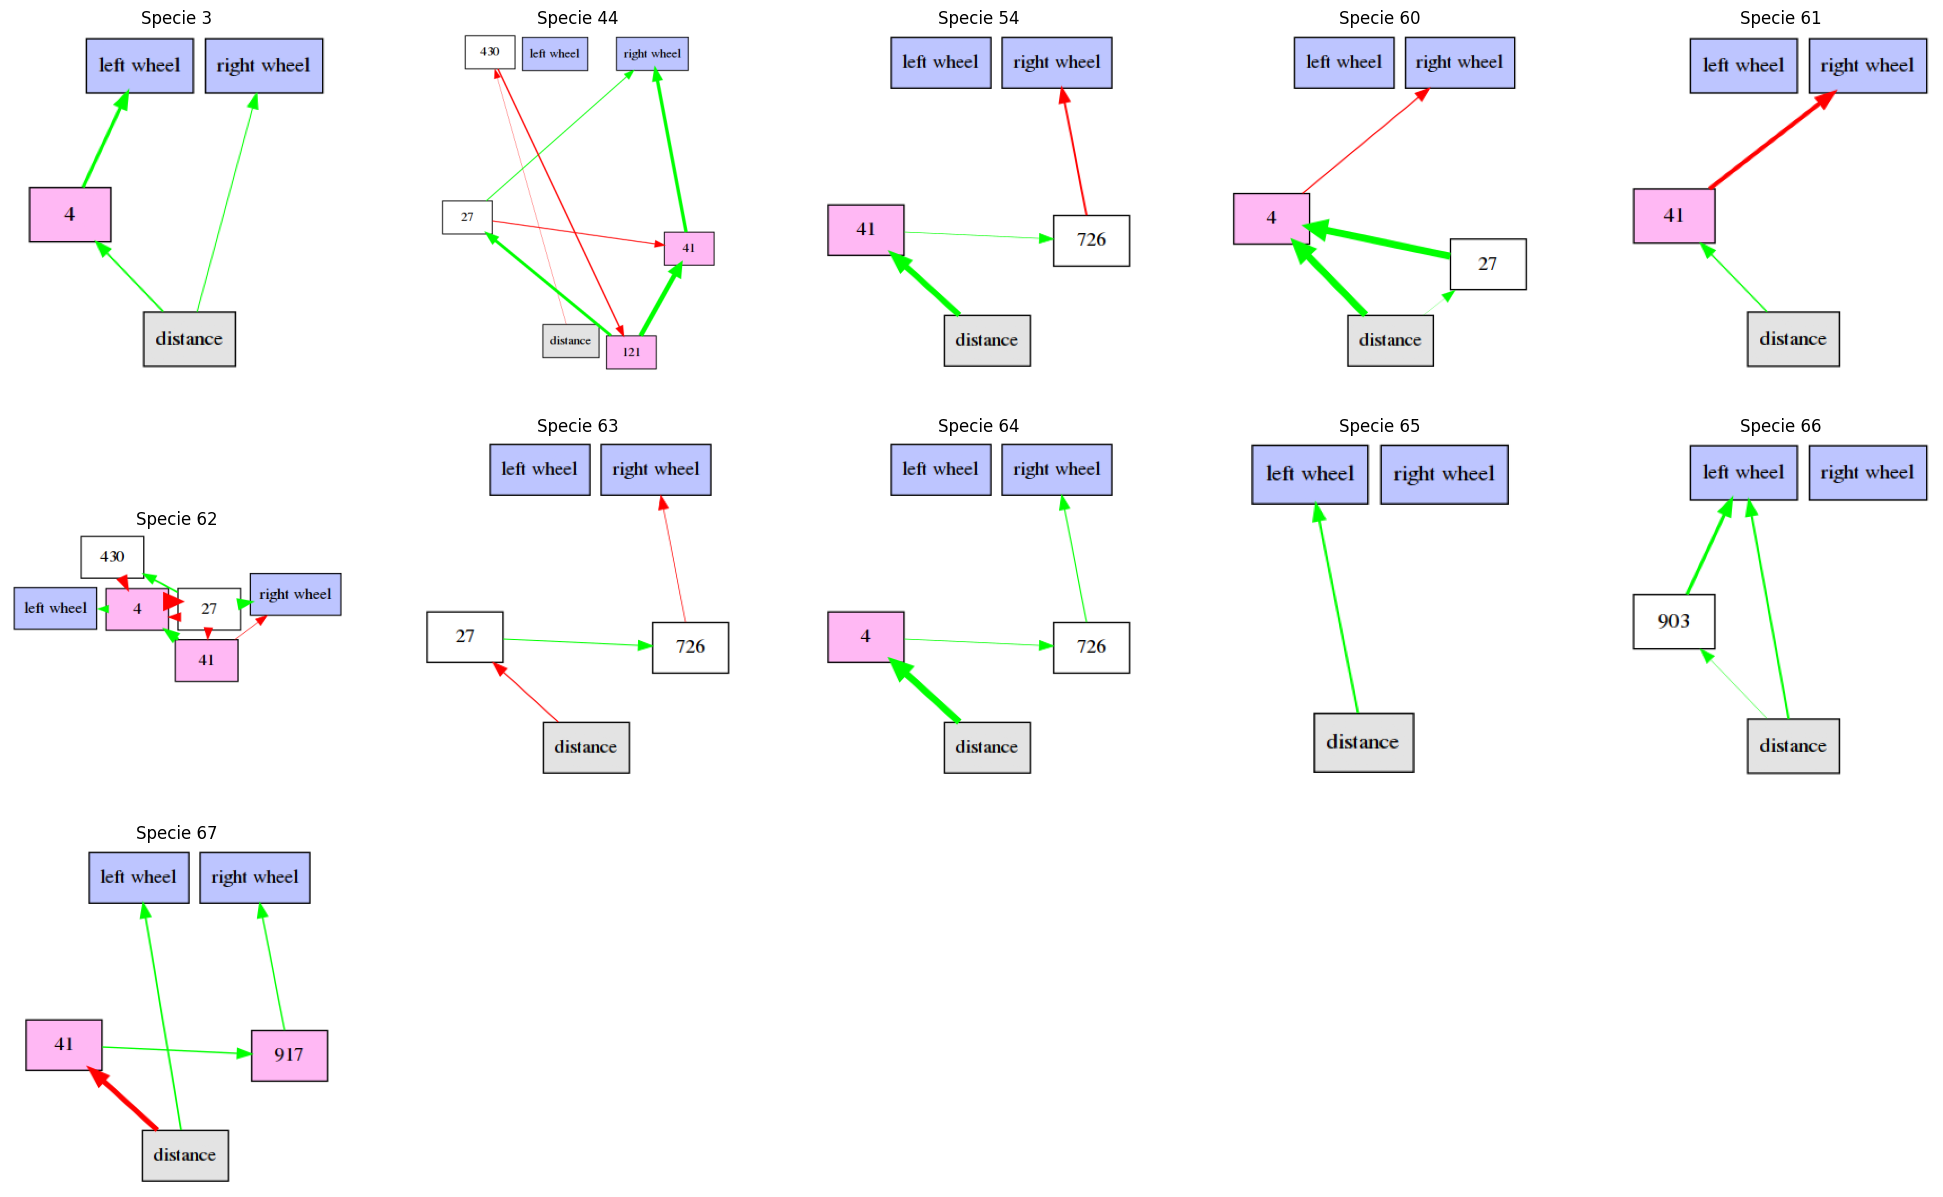 Specie 3
left wheel right wheel
4
distance
Specie 44
430 left wheel right wheel
27
41
distance
121
Specie 54
left wheel right wheel
41
726
distance
Specie 60
left wheel right wheel
4
27
distance
Specie 61
left wheel right wheel
41
distance
Specie 62
430
left wheel 4 27 right wheel
41
Specie 63
left wheel right wheel
27
726
distance
Specie 64
left wheel right wheel
4
726
distance
Specie 65
left wheel right wheel
distance
Specie 66
left wheel right wheel
903
distance
Specie 67
left wheel right wheel
41
917
distance